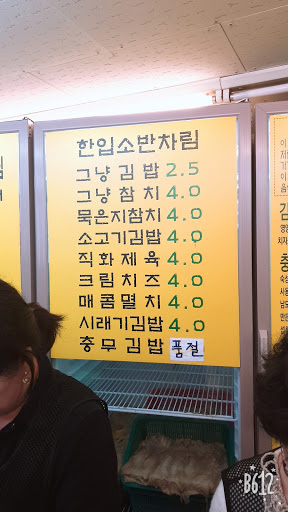 한입소반차림
그냥김밥 2.5
그냥참치 4.0
묵은지참치 4.0
소고기김밥 4.0
직화제육 4.0
크림치즈 4.0
매콤멸치 4.0
시래기김밥 4.0
충무김밥 품절
B612